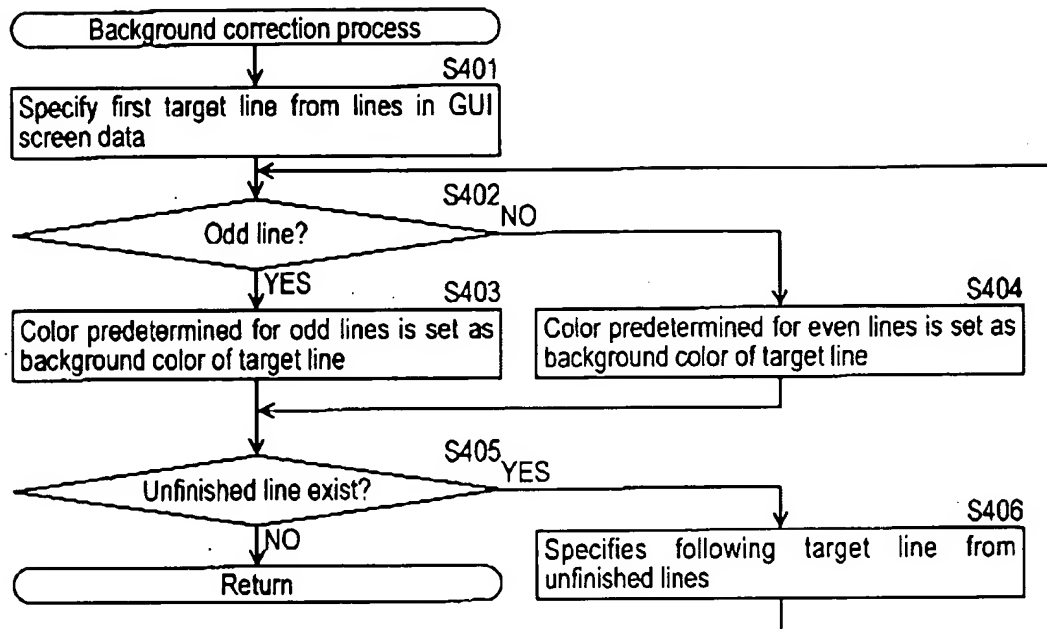 Background correction process
S401
Specify first target line from lines in GUI
screen data
S402
NO
Odd line?
YES
S403
Color predetermined for odd lines is set as
background color of target line
S404
Color predetermined for even lines is set as
background color of target line
S405
YES
Unfinished line exist?
NO
S406
Specifies following target line from
unfinished lines
Return